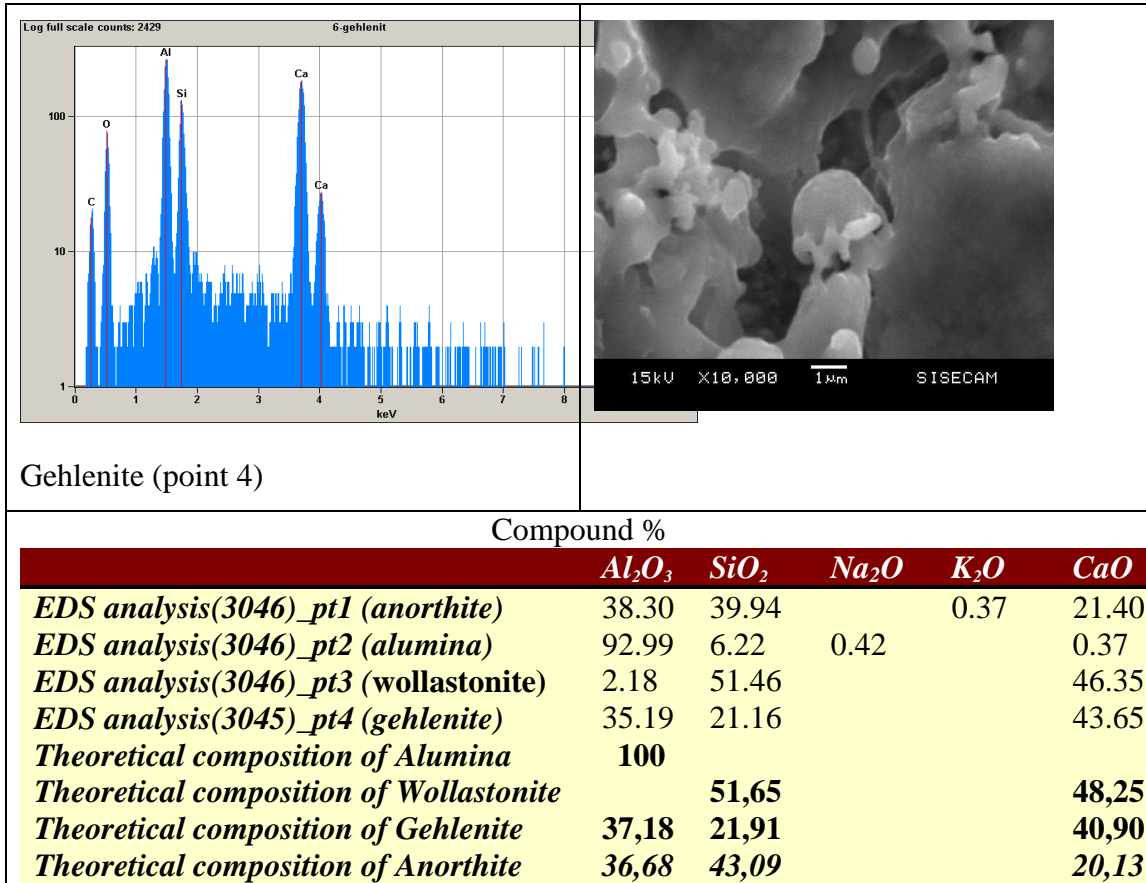 Log full scale counts: 2429 6-gehlenit
Al
Ca
Si
100
O
Ca
C
10
1
0 1 2 3 4 5 6 7 8
keV
15kU X10,000 1μm SISECAM
Gehlenite (point 4)
Compound %
Al₂O₃ SiO₂ Na₂O K₂O CaO
EDS analysis(3046)_pt1 (anorthite) 38.30 39.94 0.37 21.40
EDS analysis(3046)_pt2 (alumina) 92.99 6.22 0.42 0.37
EDS analysis(3046)_pt3 (wollastonite) 2.18 51.46 46.35
EDS analysis(3045)_pt4 (gehlenite) 35.19 21.16 43.65
Theoretical composition of Alumina 100
Theoretical composition of Wollastonite 51,65 48,25
Theoretical composition of Gehlenite 37,18 21,91 40,90
Theoretical composition of Anorthite 36,68 43,09 20,13